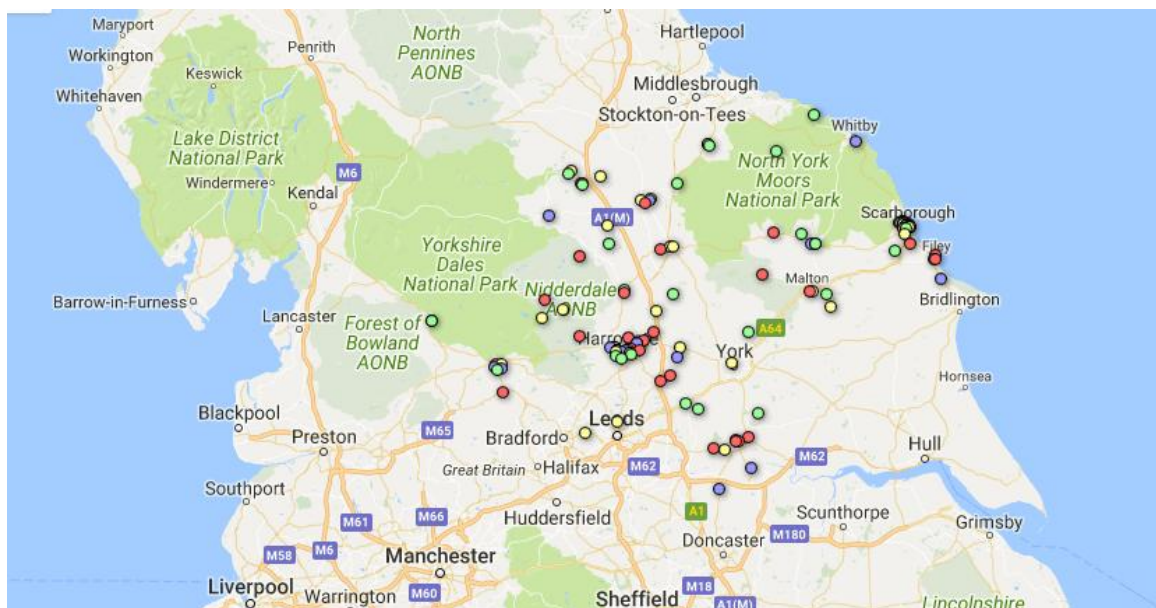 Maryport
Workington
Whitehaven
Keswick
Penrith
North
Pennines
AONB
Hartlepool
Middlesbrough
Stockton-on-Tees
Whitby
Lake District
National Park
Windermere
Kendal
M6
A1(M)
North York
Moors
National Park
Scarborough
Filey
Yorkshire
Dales
National Park
Nidderdale
AONB
Malton
Bridlington
Barrow-in-Furness
Lancaster
Forest of
Bowland
AONB
A64
York
Hornsea
Blackpool
Preston
M65
Bradford
Leeds
Great Britain
Halifax
M62
M62
Hull
Southport
M61
M66
Huddersfield
A1
Scunthorpe
Grimsby
M58
M6
Manchester
Doncaster
M180
Liverpool
Warrington
M60
Sheffield
M18
A1(M)
Lincolnshire